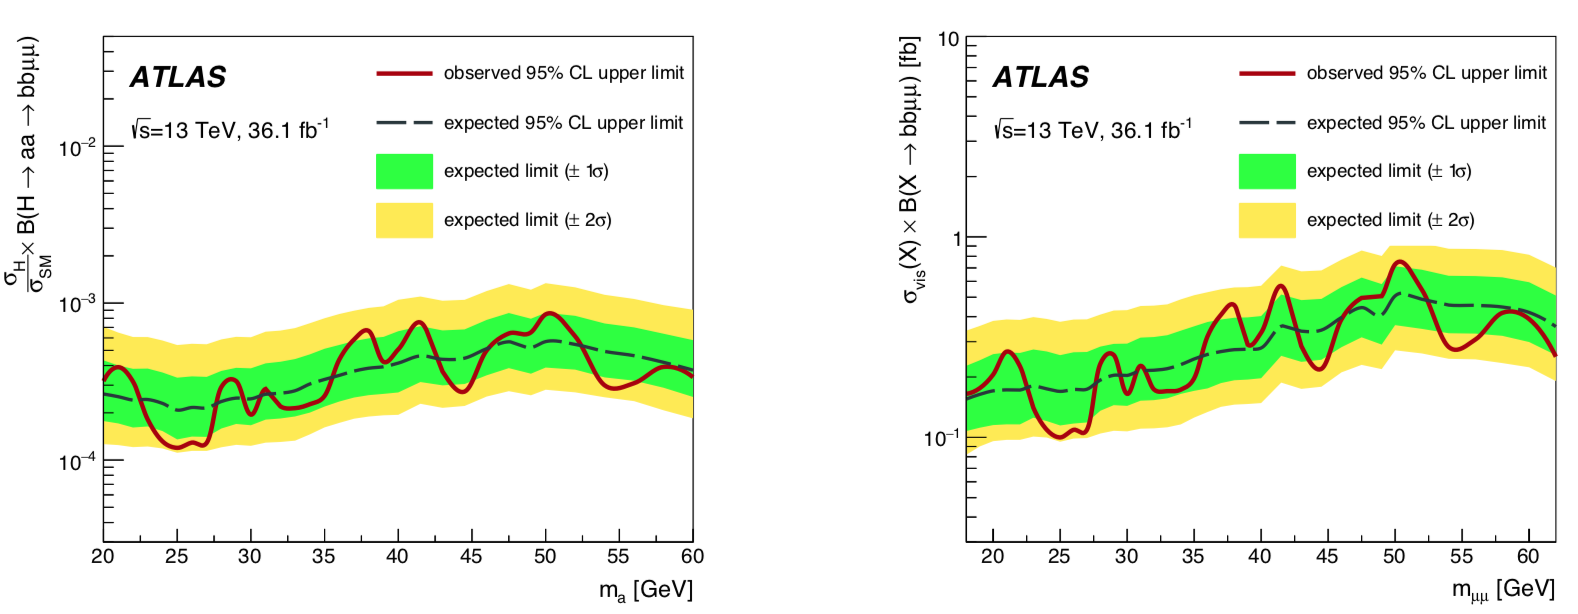 σH/σSM × B(H → aa → bbμμ)
ATLAS
√s=13 TeV, 36.1 fb⁻¹
observed 95% CL upper limit
expected 95% CL upper limit
expected limit (± 1σ)
expected limit (± 2σ)
10⁻²
10⁻³
10⁻⁴
20 25 30 35 40 45 50 55 60
mₐ [GeV]
σvis(X) × B(X → bbμμ) [fb]
ATLAS
√s=13 TeV, 36.1 fb⁻¹
observed 95% CL upper limit
expected 95% CL upper limit
expected limit (± 1σ)
expected limit (± 2σ)
10
1
10⁻¹
20 25 30 35 40 45 50 55 60
mμμ [GeV]